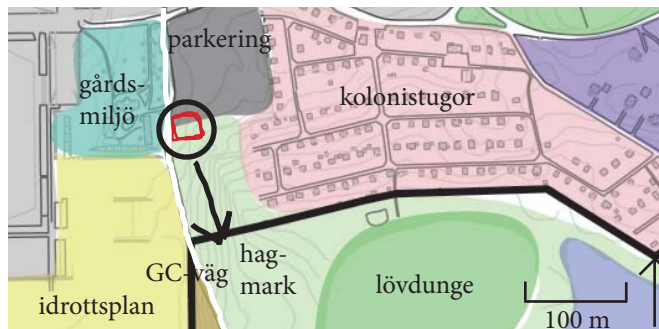 parkering
gårds-
miljö
kolonistugor
GC-väg
hag-
mark
lövdunge
idrottsplan
100 m